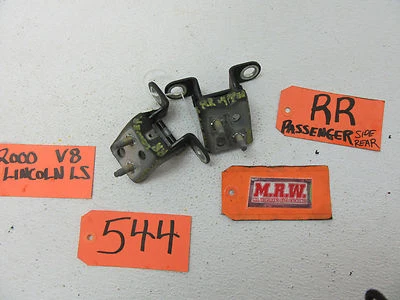 RR
PASSENGER SIDE
REAR
2000 V8
LINCOLN LS
M.R.W.
544
RR